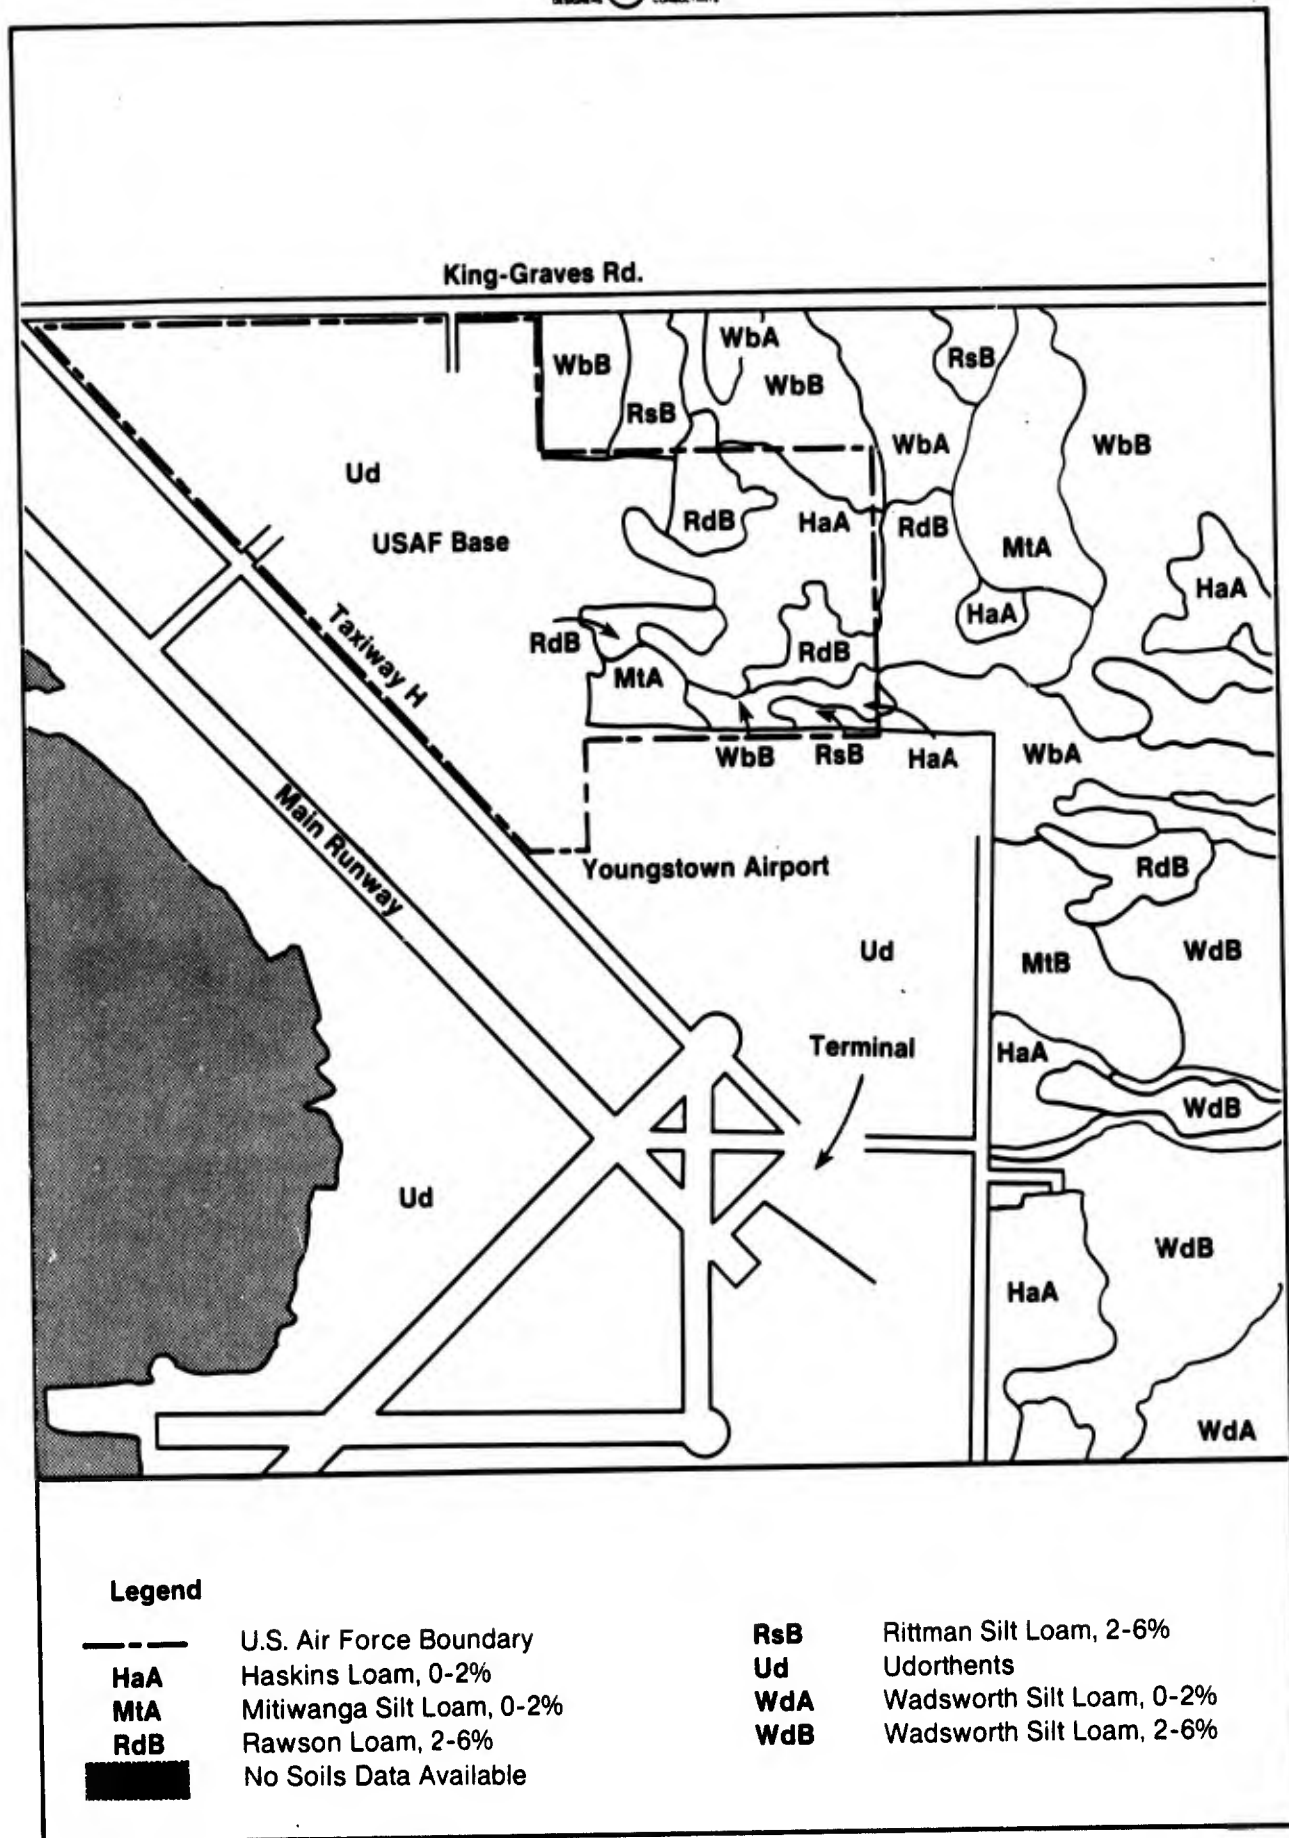 King-Graves Rd.
WbB
WbA
WbB
RsB
RsB
WbA
WbB
Ud
USAF Base
RdB
HaA
RdB
MtA
HaA
HaA
Taxiway H
RdB
RdB
MtA
WbB
RsB
HaA
WbA
Main Runway
Youngstown Airport
RdB
Ud
MtB
WdB
Terminal
HaA
WdB
Ud
WdB
HaA
WdA
Legend
U.S. Air Force Boundary
HaA Haskins Loam, 0-2%
MtA Mitiwanga Silt Loam, 0-2%
RdB Rawson Loam, 2-6%
No Soils Data Available
RsB Rittman Silt Loam, 2-6%
Ud Udorthents
WdA Wadsworth Silt Loam, 0-2%
WdB Wadsworth Silt Loam, 2-6%